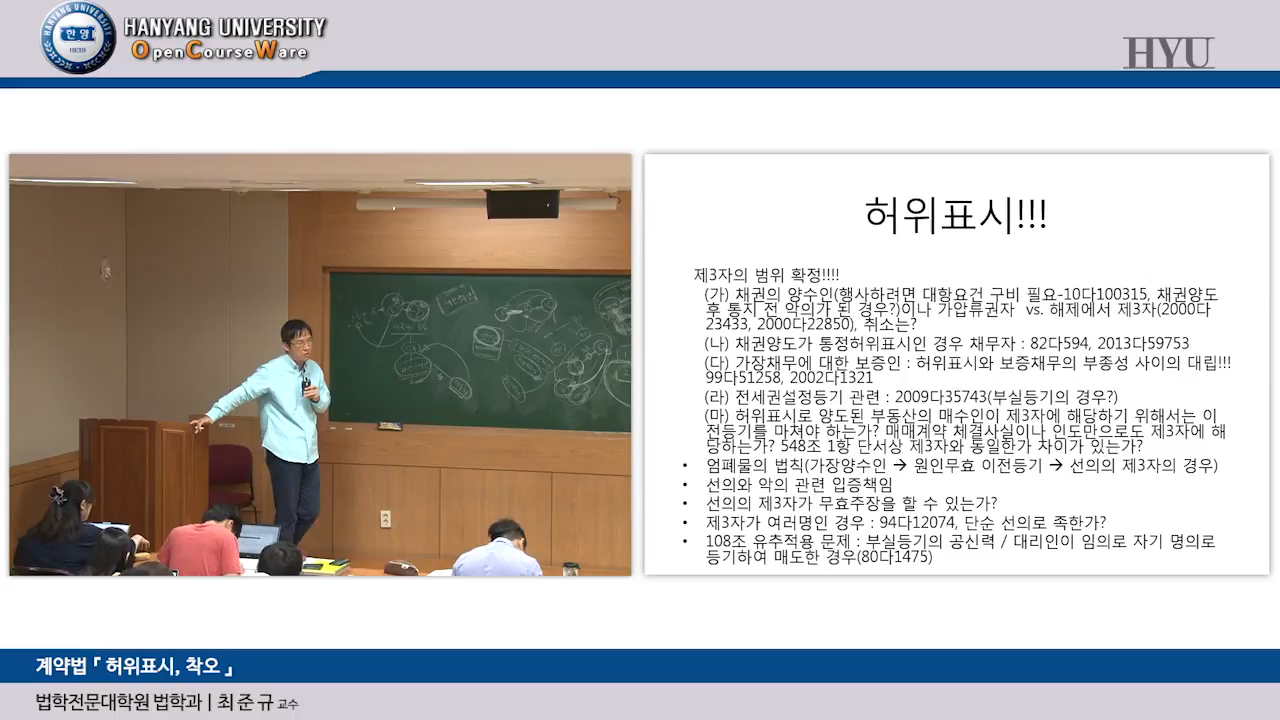 HANYANG UNIVERSITY
한양
1939
HANYANG UNIVERSITY
OpenCourseWare
HYU
허위표시!!!
제3자의 범위 확정!!!!
(가) 채권의 양수인(행사하려면 대항요건 구비 필요-10다100315, 채권양도
후 통지 전 악의가 된 경우?)이나 가압류권자 vs. 해제에서 제3자(2000다
23433, 2000다22850), 취소는?
(나) 채권양도가 통정허위표시인 경우 채무자 : 82다594, 2013다59753
(다) 가장채무에 대한 보증인 : 허위표시와 보증채무의 부종성 사이의 대립!!!
99다51258, 2002다1321
(라) 전세권설정등기 관련 : 2009다35743(부실등기의 경우?)
(마) 허위표시로 양도된 부동산의 매수인이 제3자에 해당하기 위해서는 이
전등기를 마쳐야 하는가? 매매계약 체결사실이나 인도만으로도 제3자에 해
당하는가? 548조 1항 단서상 제3자와 동일한가 차이가 있는가?
• 엄폐물의 법칙(가장양수인 → 원인무효 이전등기 → 선의의 제3자의 경우)
• 선의와 악의 관련 입증책임
• 선의의 제3자가 무효주장을 할 수 있는가?
• 제3자가 여러명인 경우 : 94다12074, 단순 선의로 족한가?
• 108조 유추적용 문제 : 부실등기의 공신력 / 대리인이 임의로 자기 명의로
등기하여 매도한 경우(80다1475)
계약법 『 허위표시, 착오 』
법학전문대학원 법학과 | 최준규 교수